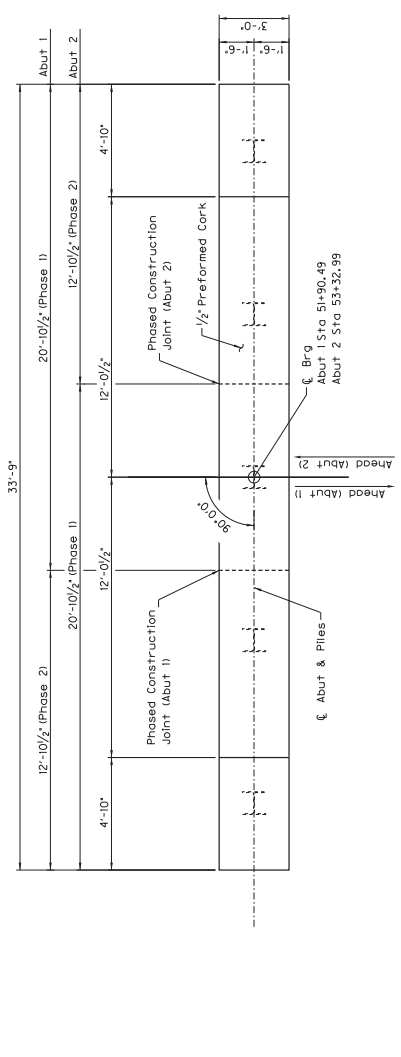 Abut 1
Abut 2
33'-9"
12'-10½" (Phase 2)
20'-10½" (Phase 1)
20'-10½" (Phase 1)
12'-10½" (Phase 2)
4'-10"
12'-0½"
12'-0½"
4'-10"
Phased Construction
Joint (Abut 1)
Phased Construction
Joint (Abut 2)
½" Preformed Cork
90°0'0"
1'-6"
1'-6"
3'-0"
℄ Abut & Piles
℄ Brg
Abut 1 Sta 51+90.49
Abut 2 Sta 53+32.99
Ahead (Abut 1)
Ahead (Abut 2)